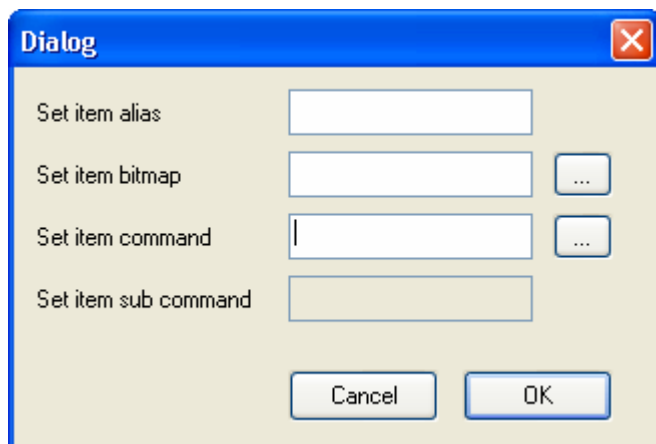 Dialog
Set item alias
Set item bitmap ...
Set item command ...
Set item sub command
Cancel OK